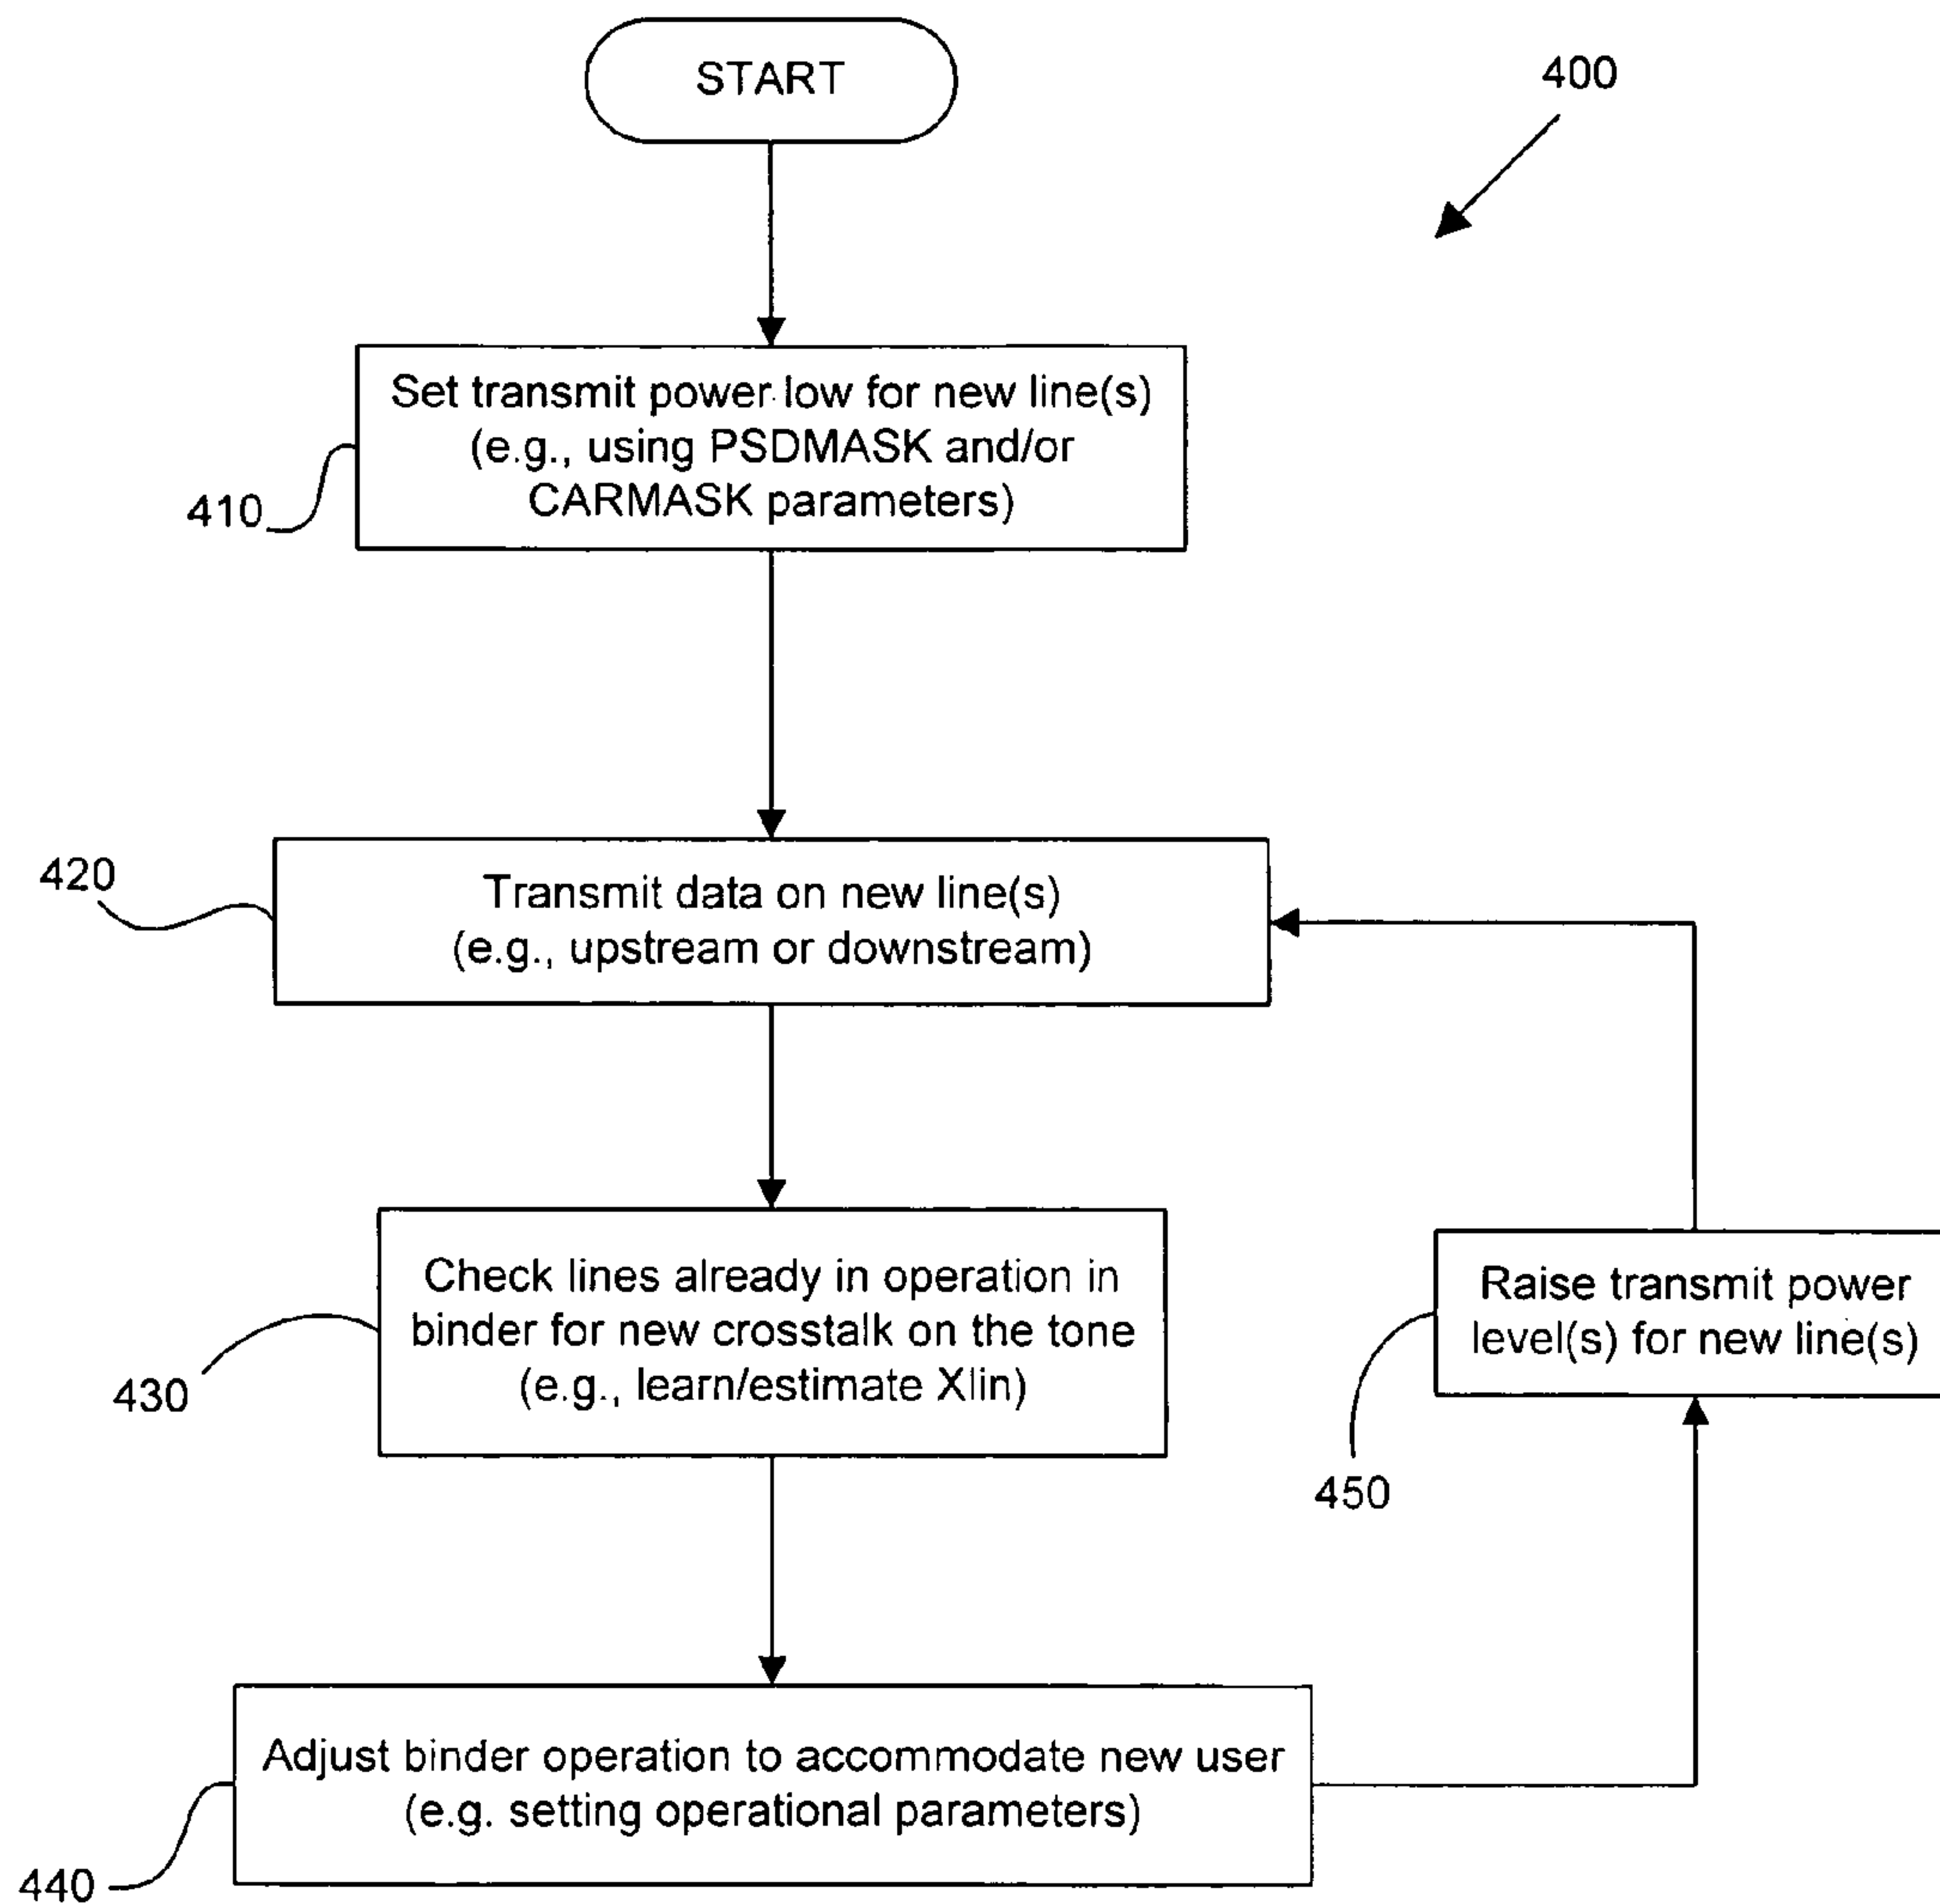 START
400
Set transmit power low for new line(s)
(e.g., using PSDMASK and/or
CARMASK parameters)
410
420
Transmit data on new line(s)
(e.g., upstream or downstream)
Check lines already in operation in
binder for new crosstalk on the tone
(e.g., learn/estimate Xlin)
430
Raise transmit power
level(s) for new line(s)
450
Adjust binder operation to accommodate new user
(e.g. setting operational parameters)
440